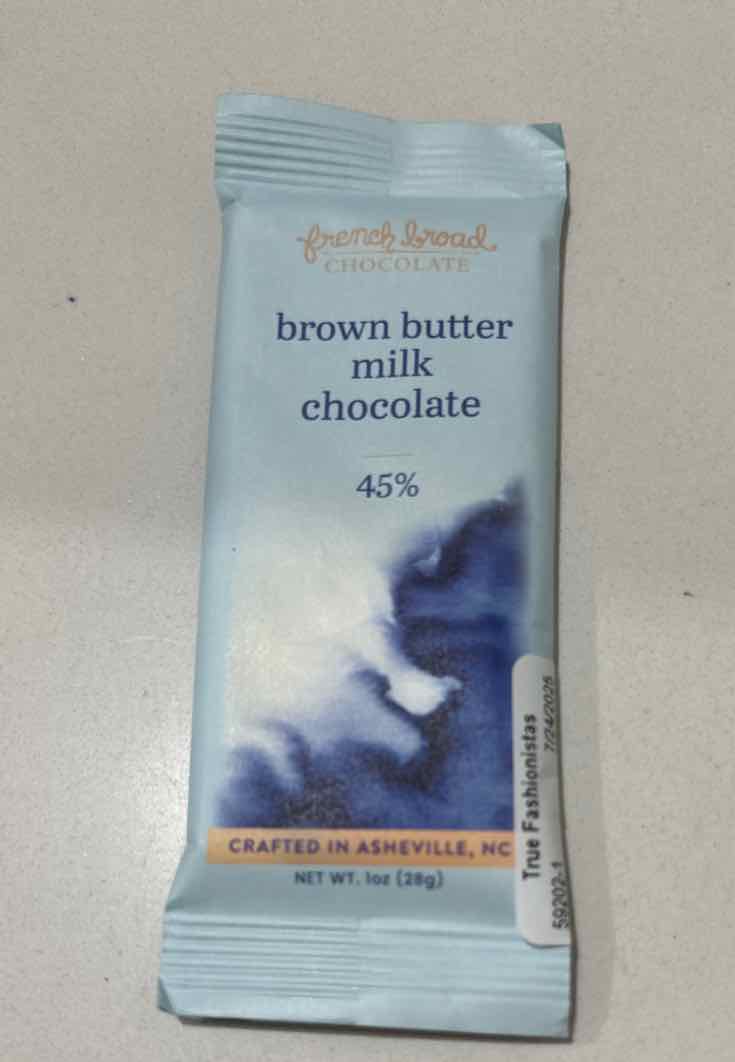 french broad
CHOCOLATE
brown butter
milk
chocolate
45%
CRAFTED IN ASHEVILLE, NC
NET WT. 1oz (28g)
True Fashionistas
59202-1 7/24/2025